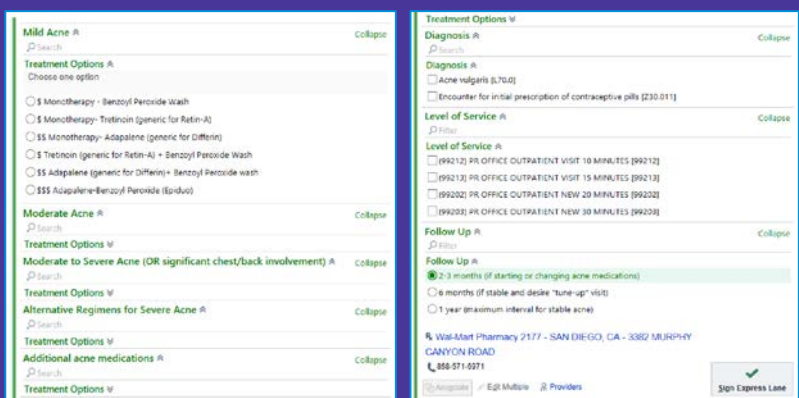 Mild Acne
Collapse
Search
Treatment Options
Choose one option
$ Monotherapy - Benzoyl Peroxide Wash
$ Monotherapy- Tretinoin (generic for Retin-A)
$$ Monotherapy- Adapalene (generic for Differin)
$ Tretinoin (generic for Retin-A) + Benzoyl Peroxide Wash
$$ Adapalene (generic for Differin)+ Benzoyl Peroxide wash
$$$ Adapalene-Benzoyl Peroxide (Epiduo)
Moderate Acne
Collapse
Search
Treatment Options
Moderate to Severe Acne (OR significant chest/back involvement)
Collapse
Search
Treatment Options
Alternative Regimens for Severe Acne
Collapse
Search
Treatment Options
Additional acne medications
Collapse
Search
Treatment Options
Treatment Options
Diagnosis
Collapse
Search
Diagnosis
Acne vulgaris [L70.0]
Encounter for initial prescription of contraceptive pills [Z30.011]
Level of Service
Collapse
Filter
Level of Service
(99212) PR OFFICE OUTPATIENT VISIT 10 MINUTES [99212]
(99213) PR OFFICE OUTPATIENT VISIT 15 MINUTES [99213]
(99202) PR OFFICE OUTPATIENT NEW 20 MINUTES [99202]
(99203) PR OFFICE OUTPATIENT NEW 30 MINUTES [99203]
Follow Up
Collapse
Filter
Follow Up
2-3 months (if starting or changing acne medications)
6 months (if stable and desire "tune-up" visit)
1 year (maximum interval for stable acne)
Wal-Mart Pharmacy 2177 - SAN DIEGO, CA - 3382 MURPHY
CANYON ROAD
858-571-0971
Associate Edit Multiple Providers
Sign Express Lane